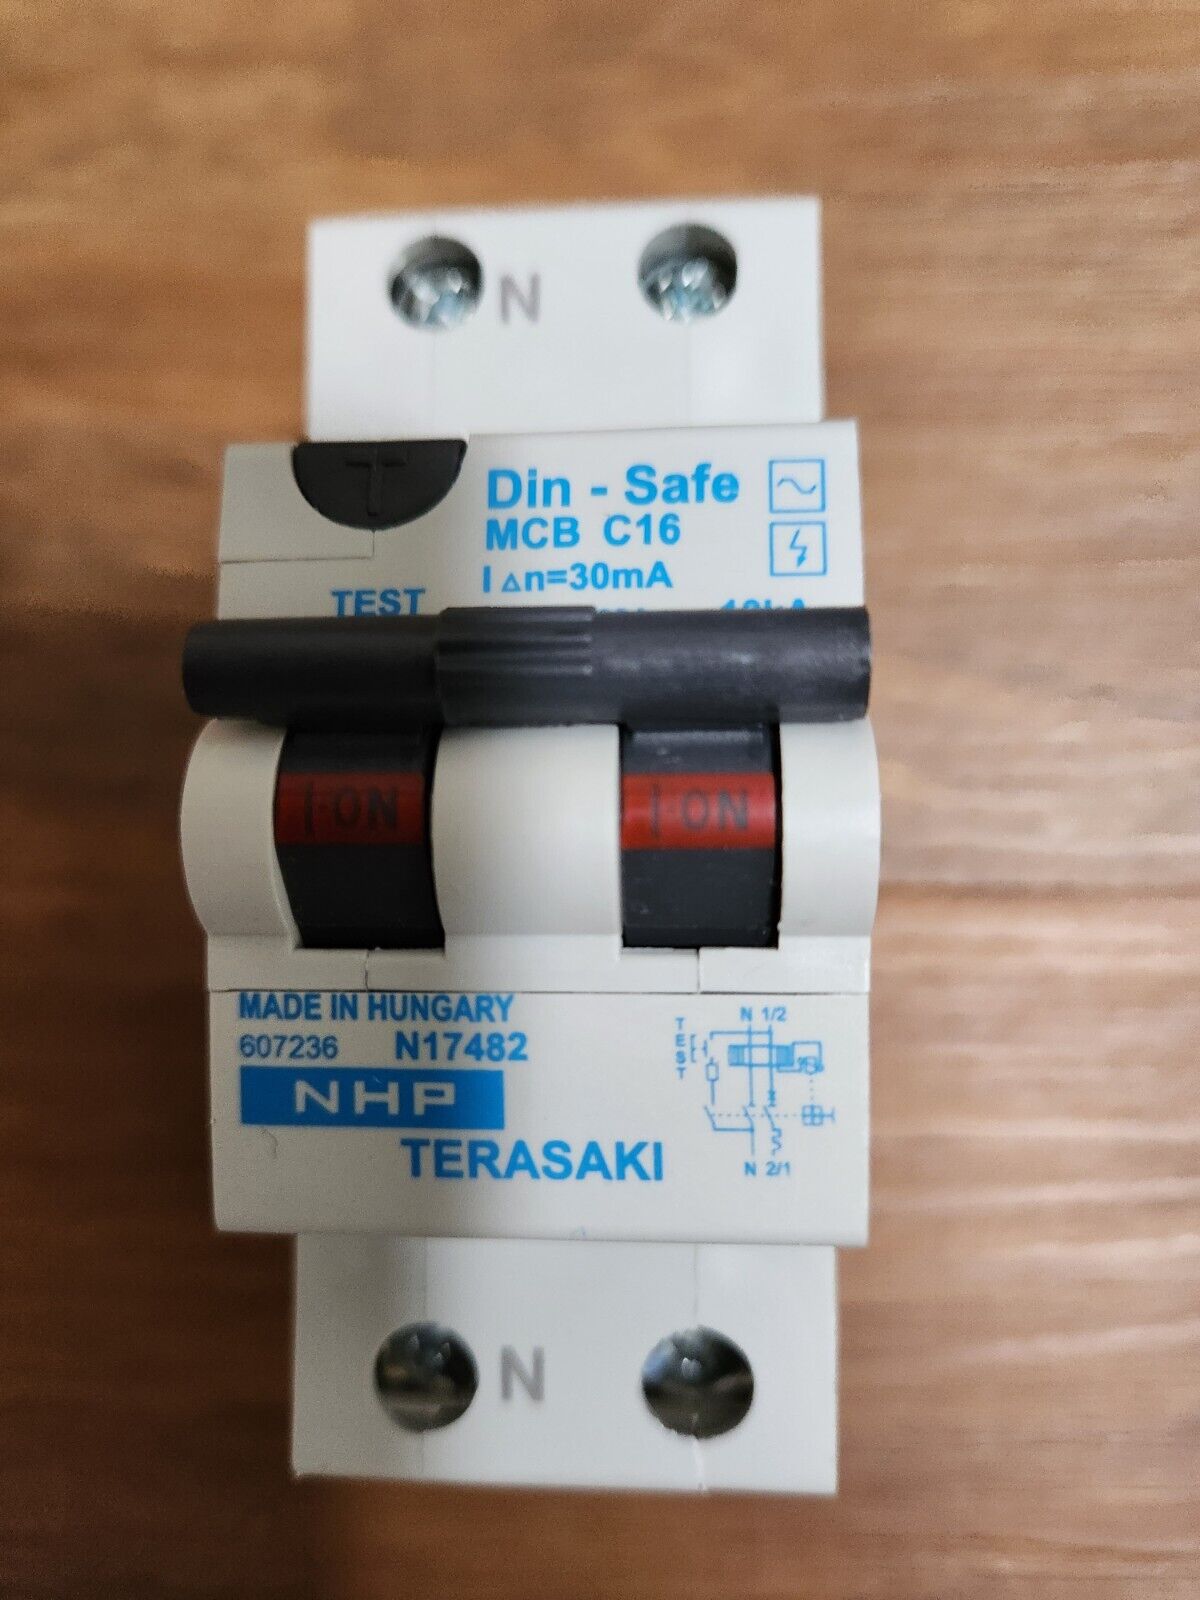 N
T
Din - Safe
MCB C16
I △n=30mA
TEST
10kA
I·ON I·ON
MADE IN HUNGARY
607236 N17482
NHP
TERASAKI
N 1/2
TEST
N 2/1
N